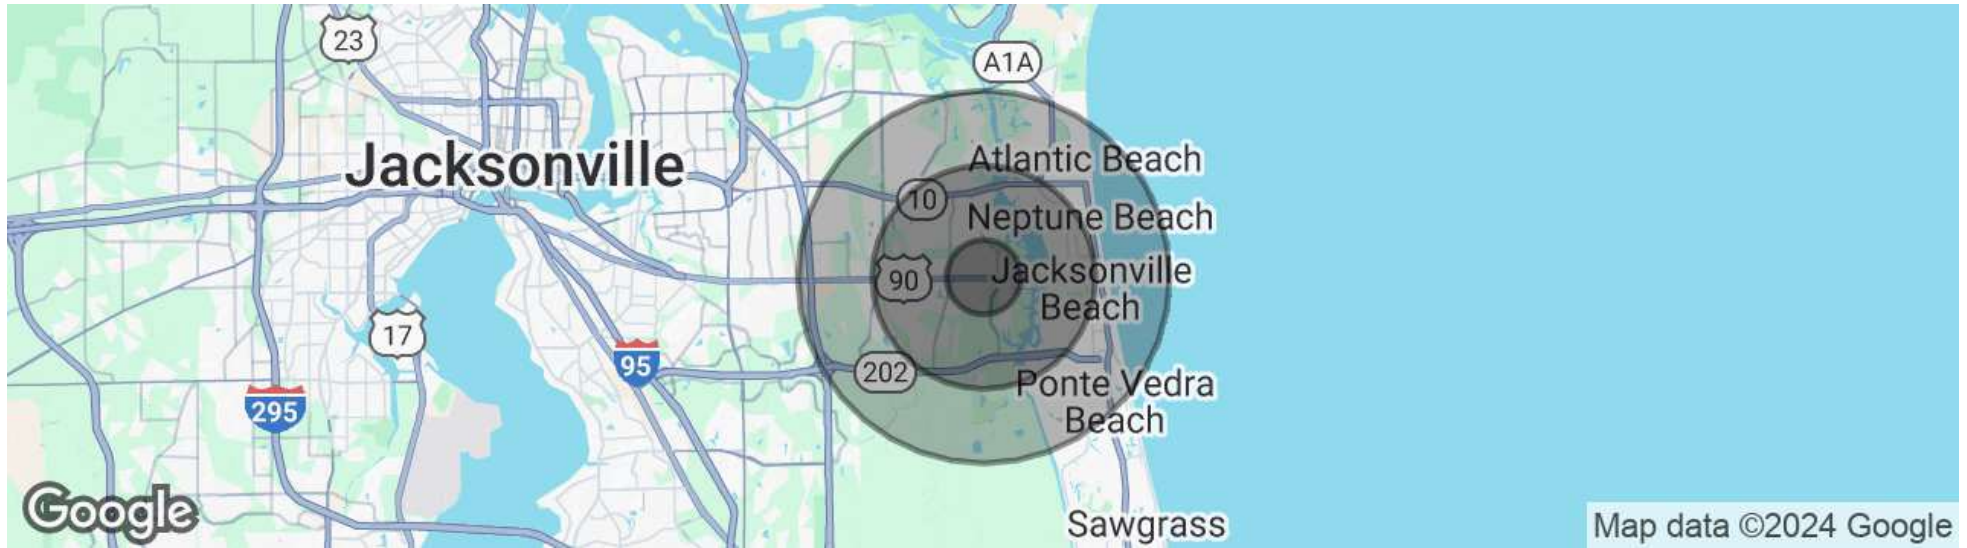 23
A1A
Jacksonville
Atlantic Beach
10
Neptune Beach
90
Jacksonville
Beach
17
95
202
Ponte Vedra
Beach
295
Google
Sawgrass
Map data ©2024 Google